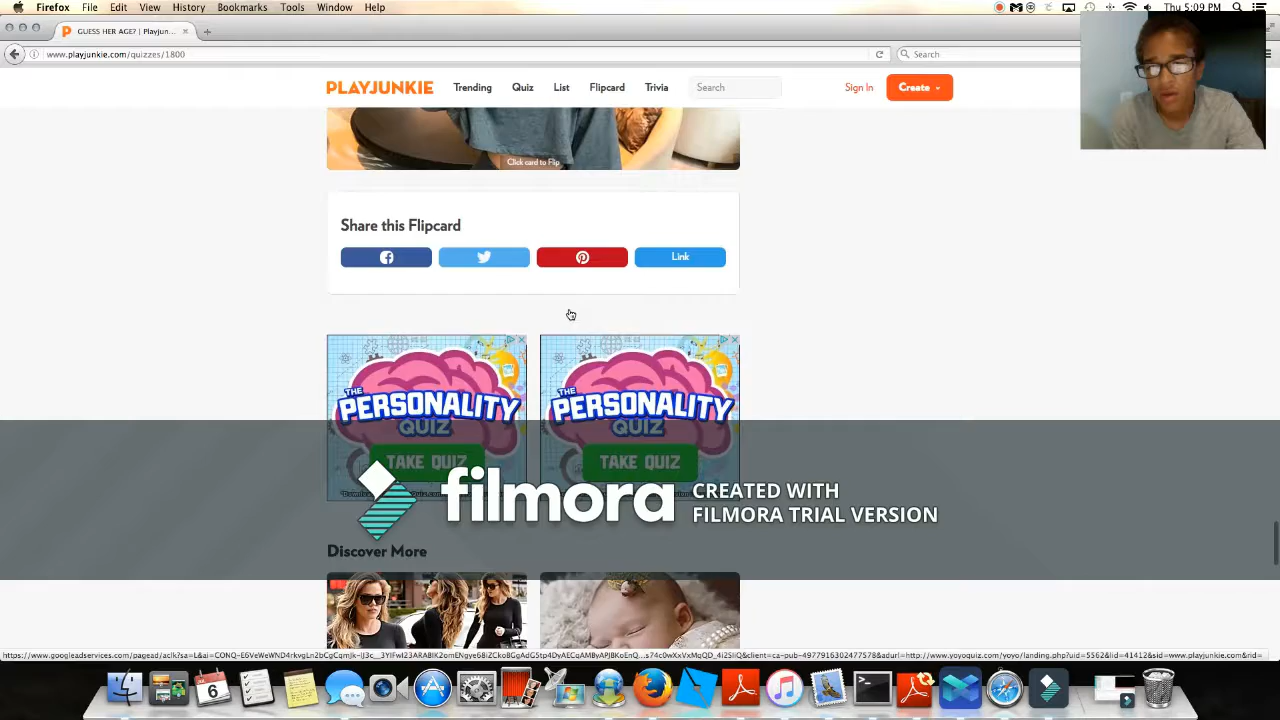 Firefox File Edit View History Bookmarks Tools Window Help Thu 5:09 PM
GUESS HER AGE? | Playjun...
www.playjunkie.com/quizzes/1800 Search
PLAYJUNKIE Trending Quiz List Flipcard Trivia Search Sign In Create
Click card to Flip
Share this Flipcard
Link
THE PERSONALITY QUIZ
TAKE QUIZ
THE PERSONALITY QUIZ
TAKE QUIZ
filmora CREATED WITH
FILMORA TRIAL VERSION
Discover More
6